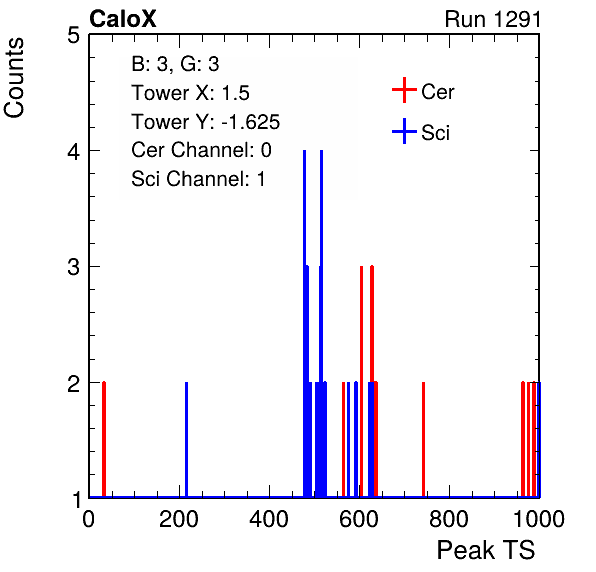 CaloX Run 1291
Counts
B: 3, G: 3
Tower X: 1.5
Tower Y: -1.625
Cer Channel: 0
Sci Channel: 1
Cer
Sci
5
4
3
2
1
0 200 400 600 800 1000
Peak TS